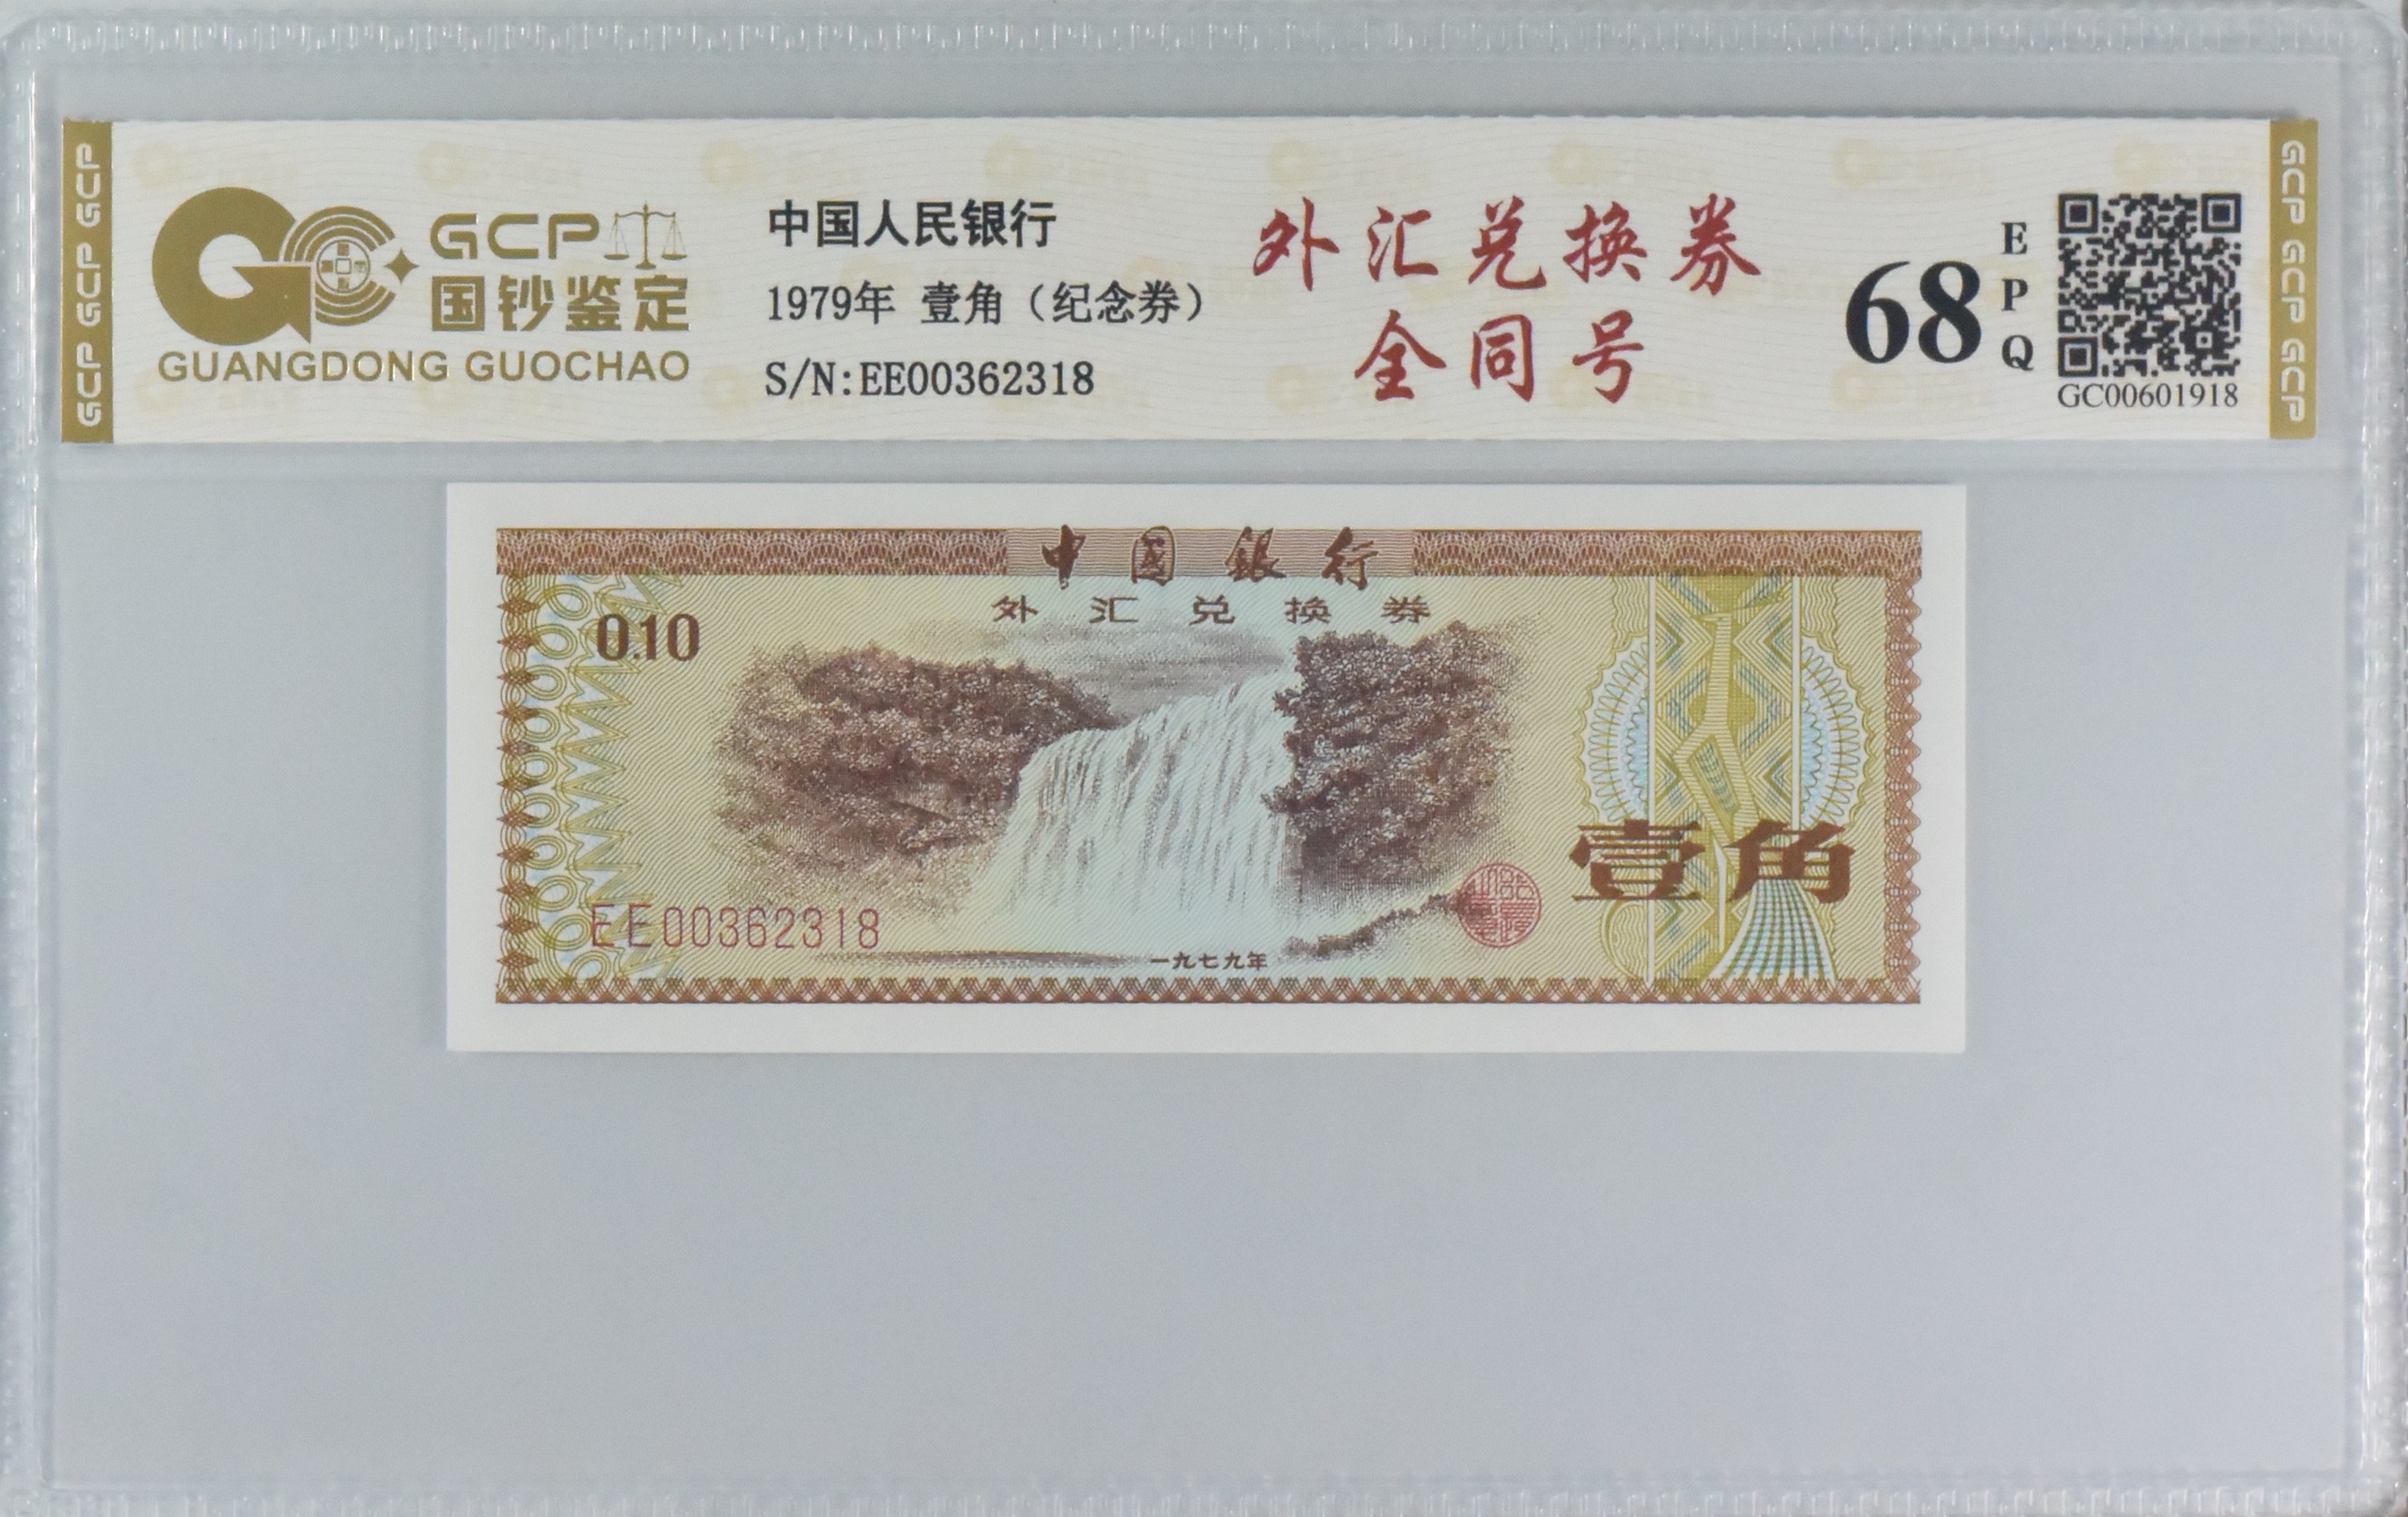 GCP GCP GCP
GCP
国钞鉴定
GUANGDONG GUOCHAO
中国人民银行
1979年 壹角（纪念券）
S/N:EE00362318
外汇兑换券
全同号
68
EPQ
GC00601918
GCP GCP GCP
中國銀行
外汇兑换券
0.10
壹角
EE00362318
一九七九年